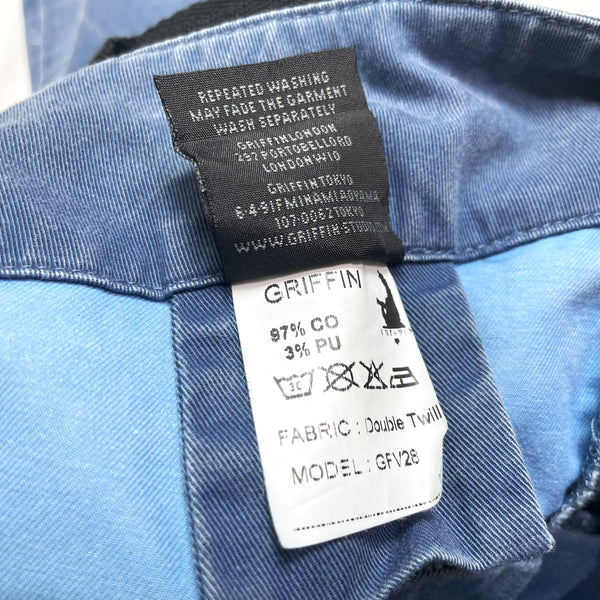 REPEATED WASHING
MAY FADE THE GARMENT
WASH SEPARATELY
GRIFFIN LONDON
297 PORTOBELLO RD
LONDON W10
GRIFFIN TOKYO
6-4-9 1F MINAMI AOYAMA
107-0062 TOKYO
WWW.GRIFFIN-STUDIO.COM
GRIFFIN
97% CO
3% PU
FABRIC : Double Twill
MODEL : GFV28